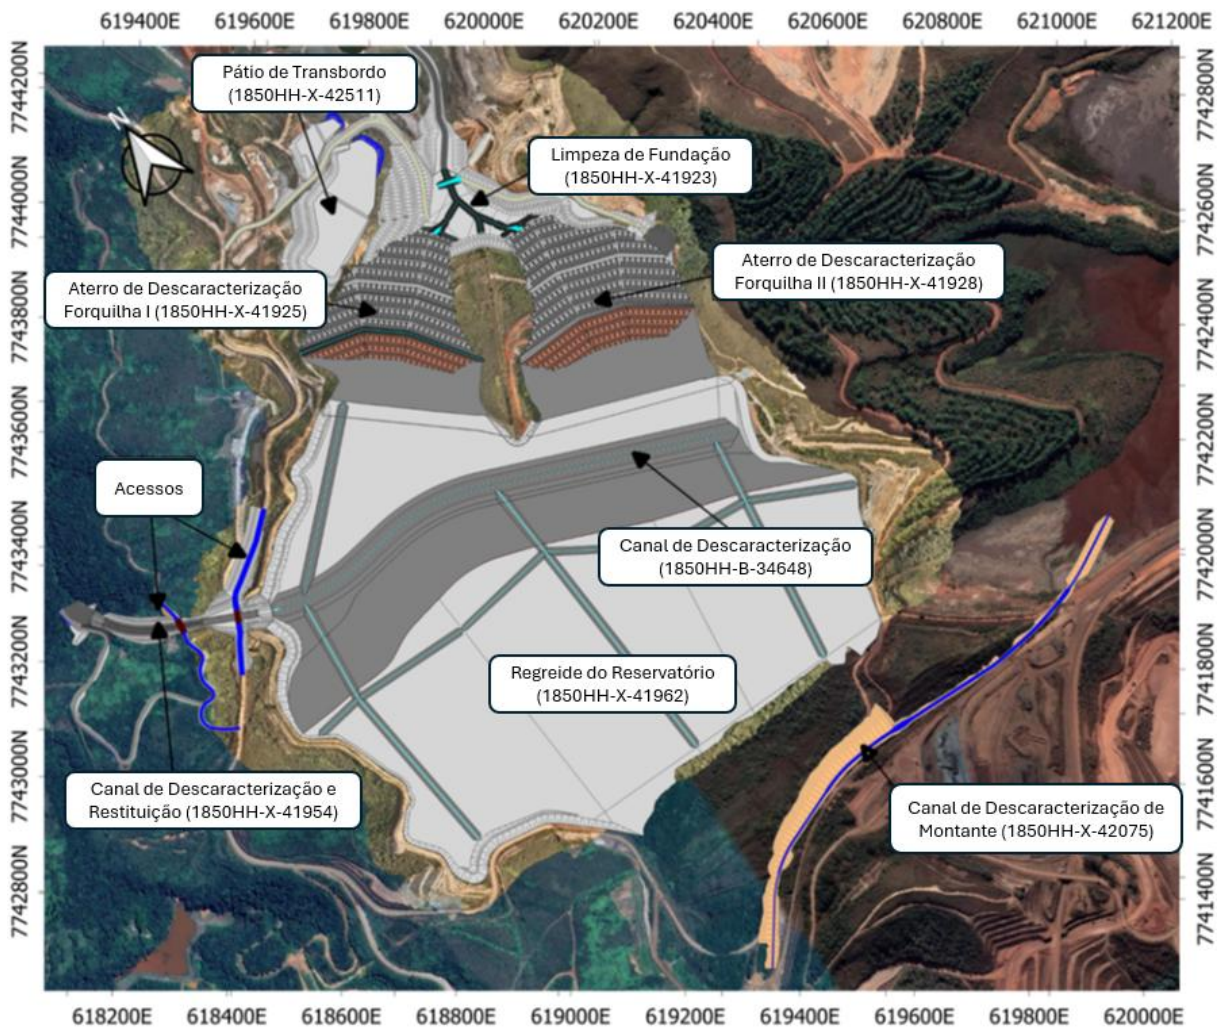 619400E 619600E 619800E 620000E 620200E 620400E 620600E 620800E 621000E 621200E
7744200N
7744000N
7743800N
7743600N
7743400N
7743200N
7743000N
7742800N
7742800N
7742600N
7742400N
7742200N
7742000N
7741800N
7741600N
7741400N
N
Pátio de Transbordo
(1850HH-X-42511)
Limpeza de Fundação
(1850HH-X-41923)
Aterro de Descaracterização
Forquilha II (1850HH-X-41928)
Aterro de Descaracterização
Forquilha I (1850HH-X-41925)
Acessos
Canal de Descaracterização
(1850HH-B-34648)
Regreide do Reservatório
(1850HH-X-41962)
Canal de Descaracterização e
Restituição (1850HH-X-41954)
Canal de Descaracterização de
Montante (1850HH-X-42075)
618200E 618400E 618600E 618800E 619000E 619200E 619400E 619600E 619800E 620000E